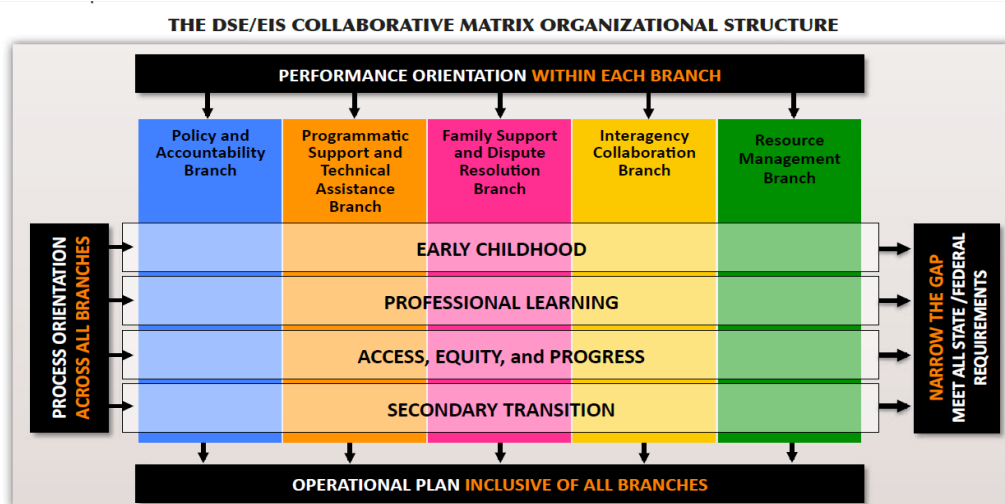 THE DSE/EIS COLLABORATIVE MATRIX ORGANIZATIONAL STRUCTURE
PERFORMANCE ORIENTATION WITHIN EACH BRANCH
Policy and
Accountability
Branch
Programmatic
Support and
Technical
Assistance
Branch
Family Support
and Dispute
Resolution
Branch
Interagency
Collaboration
Branch
Resource
Management
Branch
PROCESS ORIENTATION
ACROSS ALL BRANCHES
EARLY CHILDHOOD
PROFESSIONAL LEARNING
ACCESS, EQUITY, and PROGRESS
SECONDARY TRANSITION
NARROW THE GAP
MEET ALL STATE /FEDERAL
REQUIREMENTS
OPERATIONAL PLAN INCLUSIVE OF ALL BRANCHES